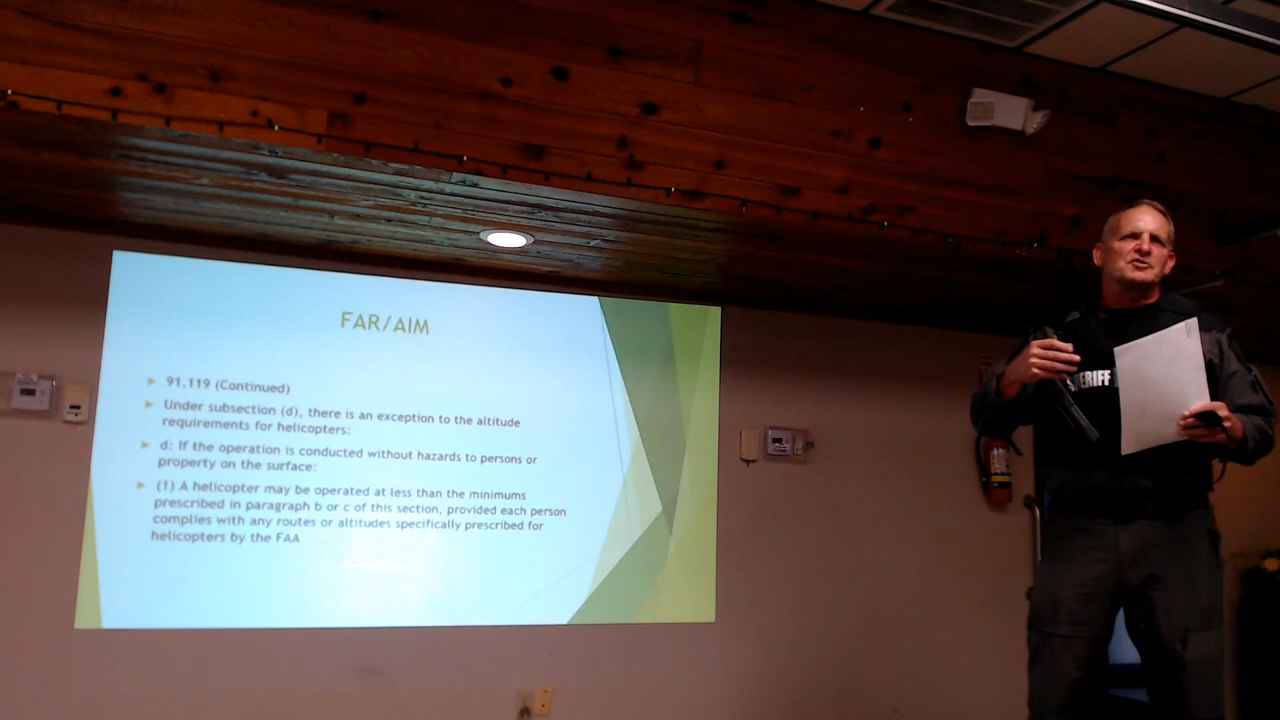 FAR/AIM
91.119 (Continued)
Under subsection (d), there is an exception to the altitude
requirements for helicopters:
d: If the operation is conducted without hazards to persons or
property on the surface:
(1) A helicopter may be operated at less than the minimums
prescribed in paragraph b or c of this section, provided each person
complies with any routes or altitudes specifically prescribed for
helicopters by the FAA
SHERIFF